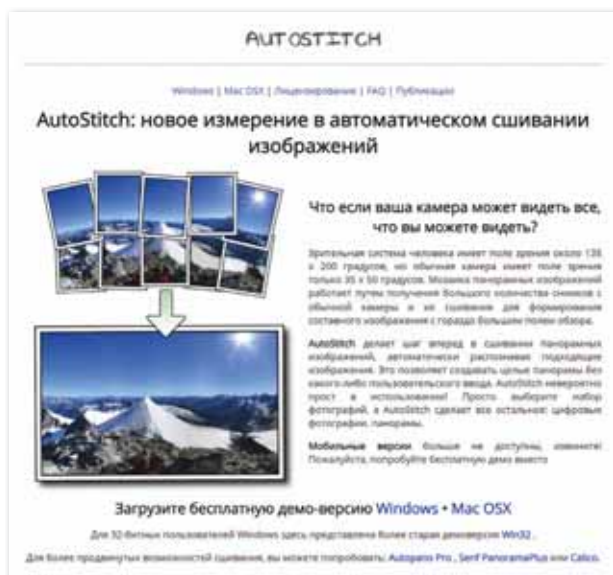 AUTOSTITCH
Windows | Mac OSX | Лицензирование | FAQ | Публикации
AutoStitch: новое измерение в автоматическом сшивании
изображений
Что если ваша камера может видеть все,
что вы можете видеть?
Зрительная система человека имеет поле зрения около 135
x 200 градусов, но обычная камера имеет поле зрения
только 35 x 50 градусов. Мозаика панорамных изображений
работает путем получения большого количества снимков с
обычной камеры и их сшивания для формирования
составного изображения с гораздо большим полем обзора.
AutoStitch делает шаг вперед в сшивании панорамных
изображений, автоматически распознавая подходящие
изображения. Это позволяет создавать целые панорамы без
какого-либо пользовательского ввода. AutoStitch невероятно
прост в использовании! Просто выберите набор
фотографий, а AutoStitch сделает все остальное: цифровые
фотографии, панорамы.
Мобильные версии больше не доступны, извините!
Пожалуйста, попробуйте бесплатную демо вместо
Загрузите бесплатную демо-версию Windows • Mac OSX
Для 32-битных пользователей Windows здесь представлена более старая демоверсия Win32 .
Для более продвинутых возможностей сшивания, вы можете попробовать: Autopano Pro , Serif PanoramaPlus или Calico.